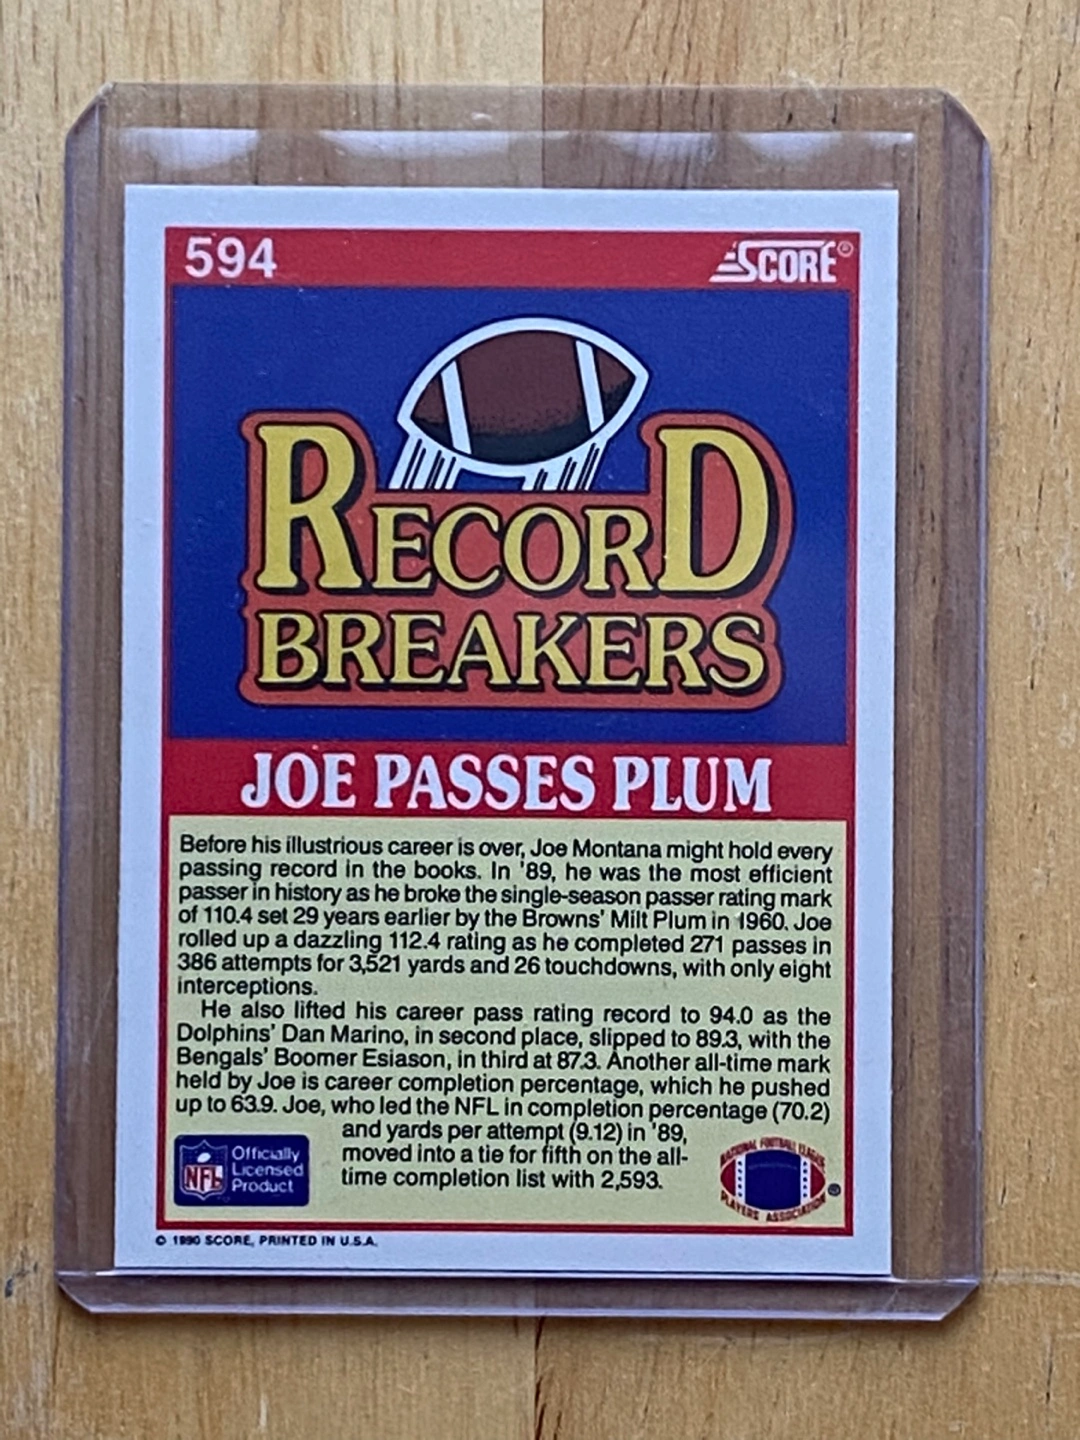 594 SCORE®
RECORD
BREAKERS
JOE PASSES PLUM
Before his illustrious career is over, Joe Montana might hold every
passing record in the books. In '89, he was the most efficient
passer in history as he broke the single-season passer rating mark
of 110.4 set 29 years earlier by the Browns' Milt Plum in 1960. Joe
rolled up a dazzling 112.4 rating as he completed 271 passes in
386 attempts for 3,521 yards and 26 touchdowns, with only eight
interceptions.
He also lifted his career pass rating record to 94.0 as the
Dolphins' Dan Marino, in second place, slipped to 89.3, with the
Bengals' Boomer Esiason, in third at 87.3. Another all-time mark
held by Joe is career completion percentage, which he pushed
up to 63.9. Joe, who led the NFL in completion percentage (70.2)
and yards per attempt (9.12) in '89,
moved into a tie for fifth on the all-
time completion list with 2,593.
NFL
Officially
Licensed
Product
NATIONAL FOOTBALL LEAGUE
PLAYERS ASSOCIATION ®
© 1990 SCORE, PRINTED IN U.S.A.